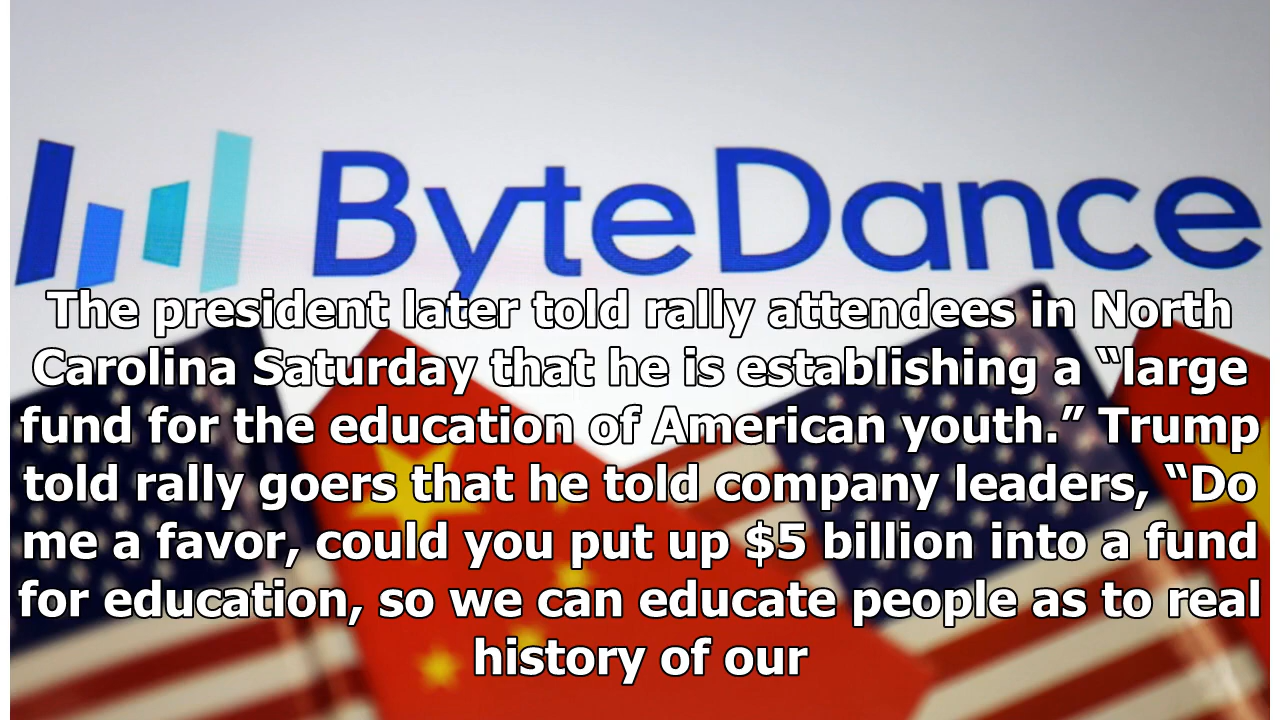 ByteDance
The president later told rally attendees in North
Carolina Saturday that he is establishing a “large
fund for the education of American youth.” Trump
told rally goers that he told company leaders, “Do
me a favor, could you put up $5 billion into a fund
for education, so we can educate people as to real
history of our